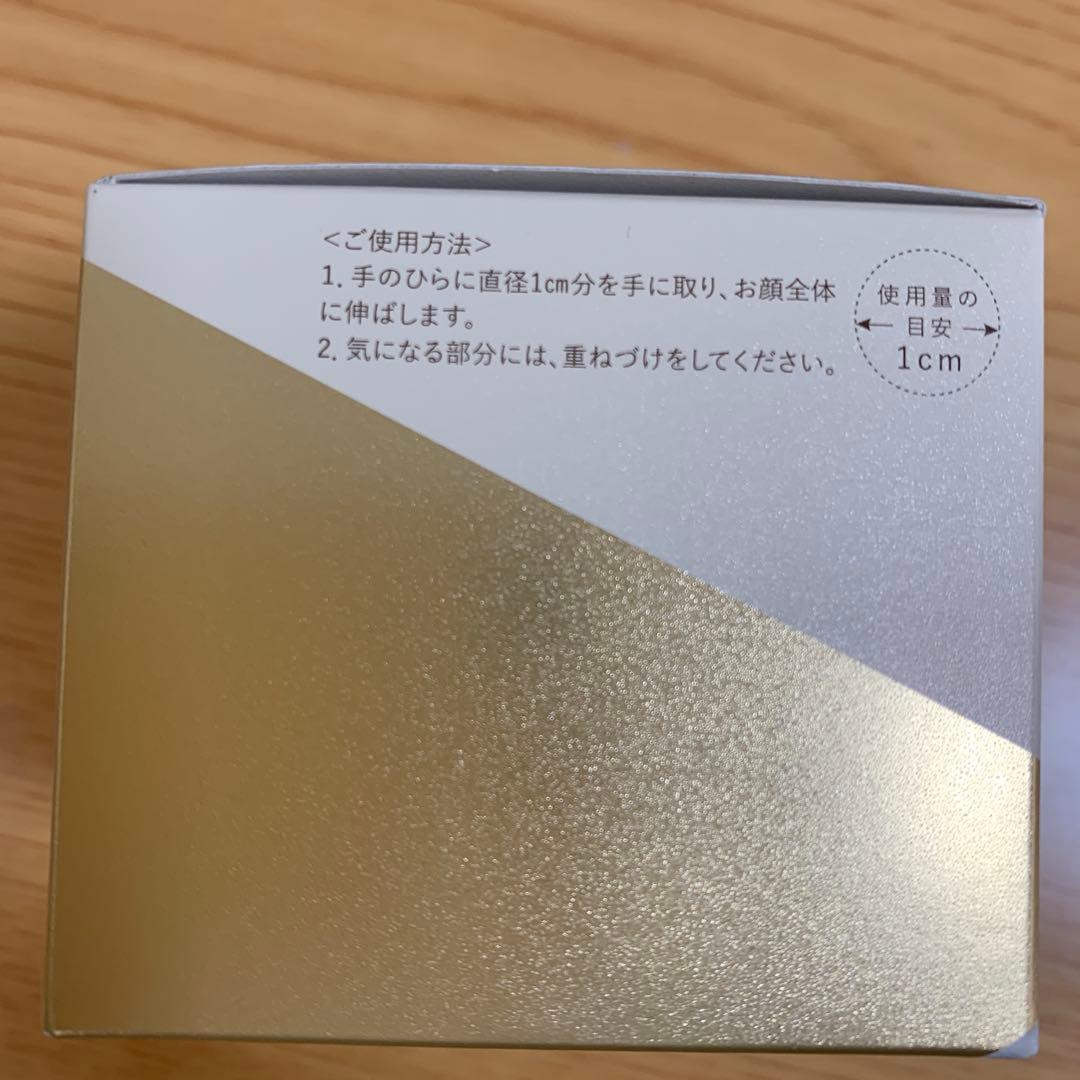 <ご使用方法>
1. 手のひらに直径1㎝分を手に取り、お顔全体
に伸ばします。
2. 気になる部分には、重ねづけをしてください。
使用量の
目安
1cm